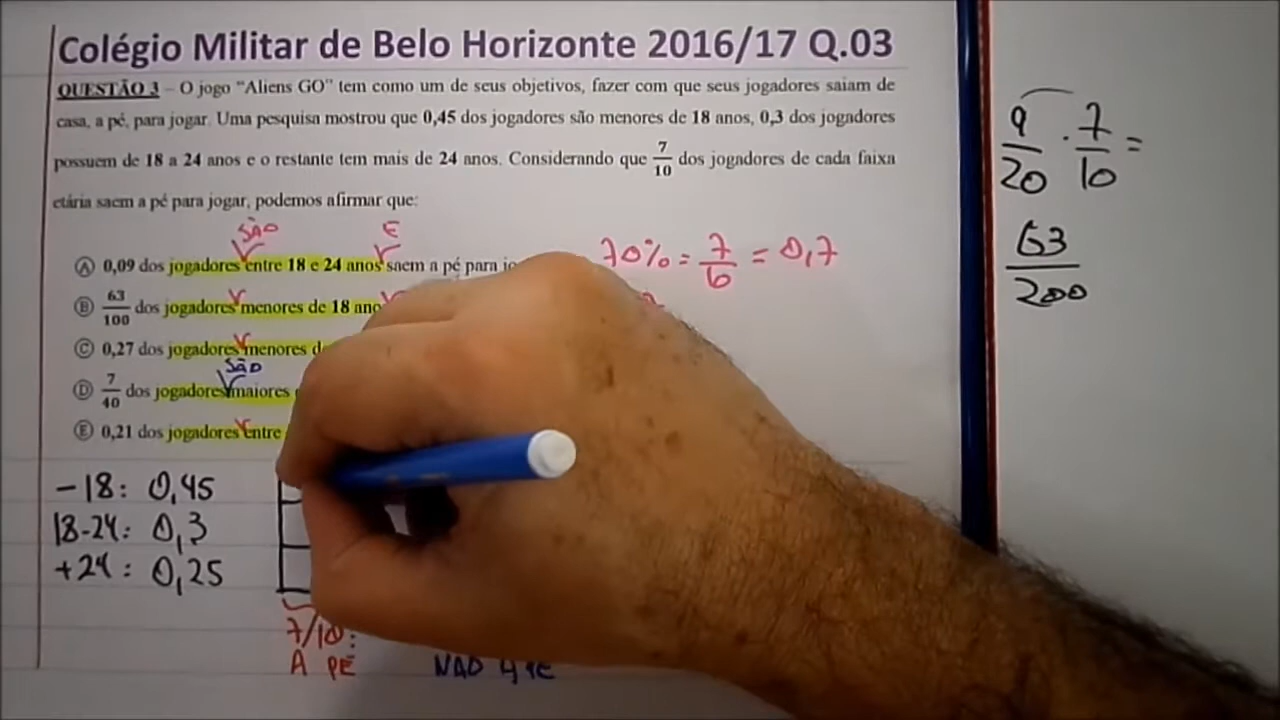 Colégio Militar de Belo Horizonte 2016/17 Q.03
QUESTÃO 3 – O jogo “Aliens GO” tem como um de seus objetivos, fazer com que seus jogadores saiam de
casa, a pé, para jogar. Uma pesquisa mostrou que 0,45 dos jogadores são menores de 18 anos, 0,3 dos jogadores
possuem de 18 a 24 anos e o restante tem mais de 24 anos. Considerando que 7/10 dos jogadores de cada faixa
etária saem a pé para jogar, podemos afirmar que:
SÃO E
A 0,09 dos jogadores entre 18 e 24 anos saem a pé para
B 63/100 dos jogadores menores de 18
C 0,27 dos jogadores menores
SÃO
D 7/40 dos jogadores maiores
E 0,21 dos jogadores entre
70% = 7/6 = 0,7
-18: 0,45
18-24: 0,3
+24: 0,25
7/10:
A PÉ
NÃO
9/20 . 7/10 =
63/200